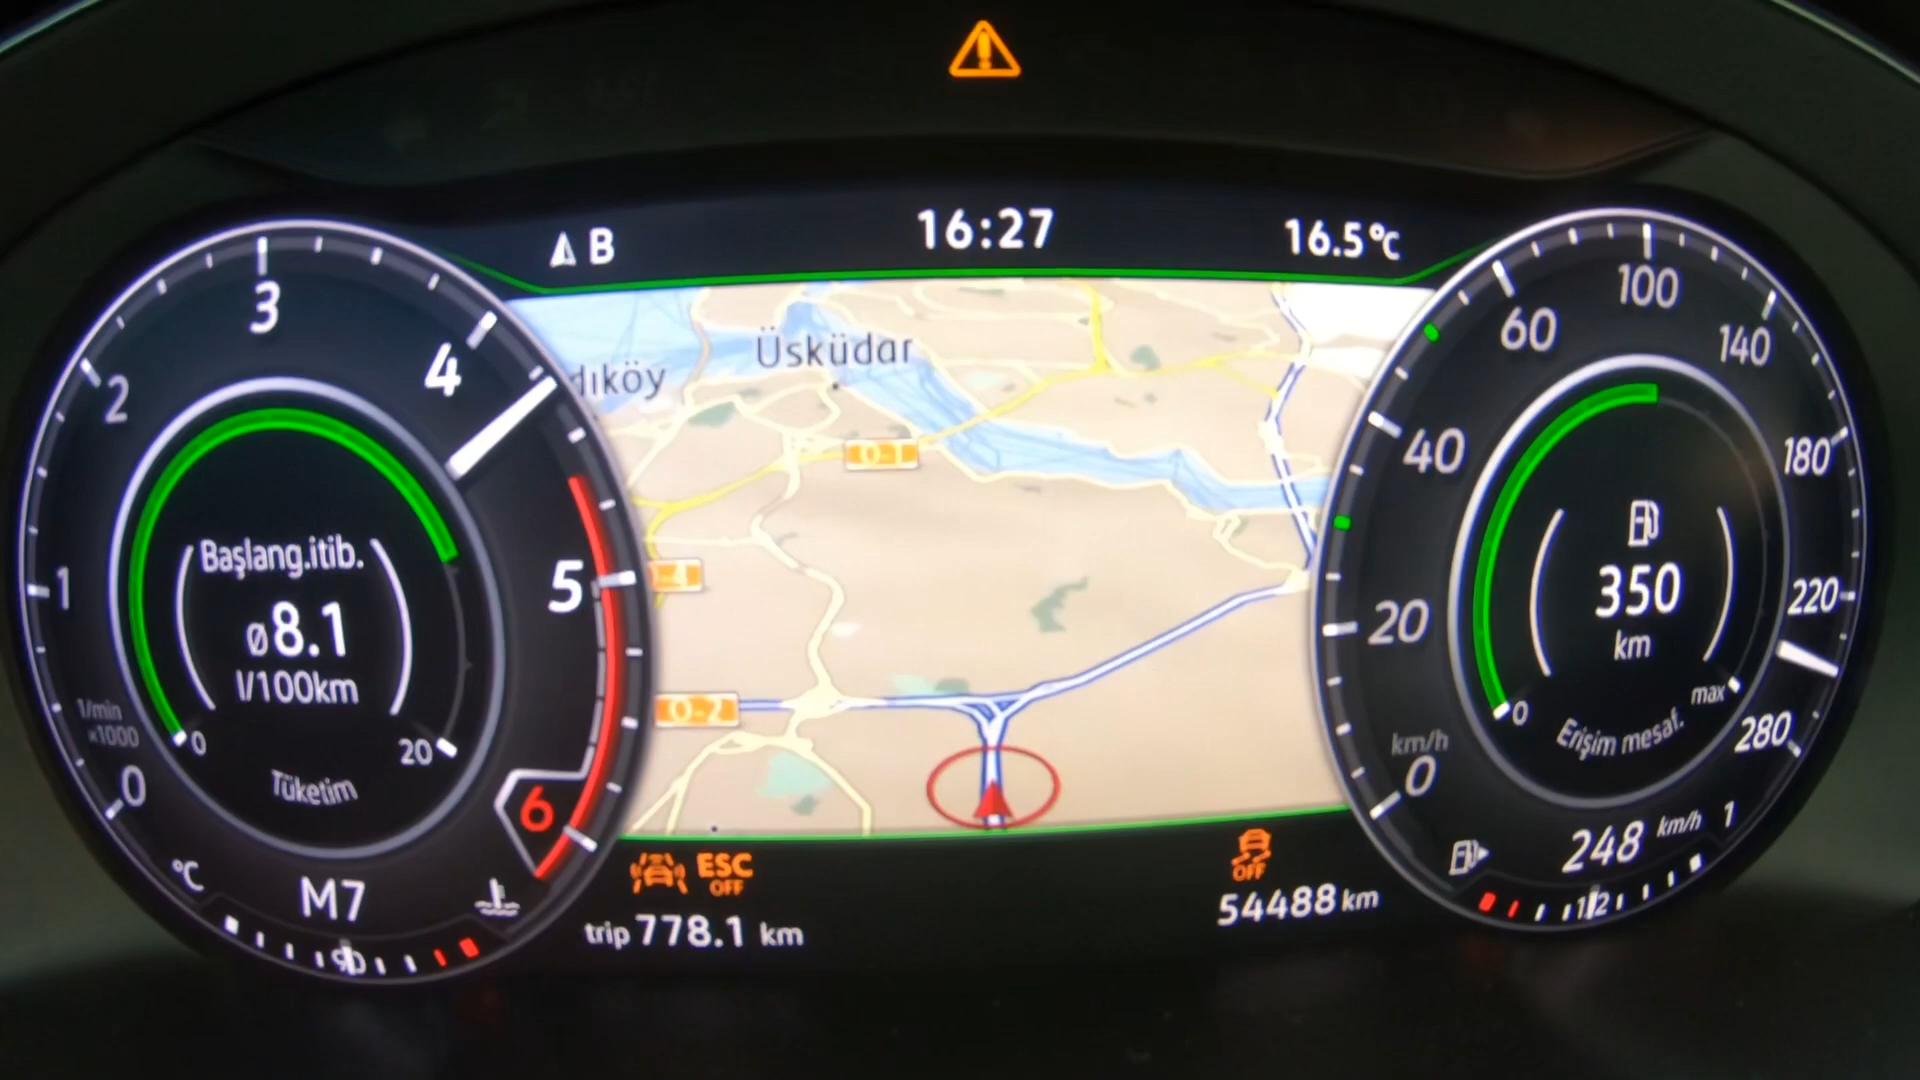 B
16:27
16.5°C
0
1
2
3
4
5
6
1/min
x1000
Başlang.itib.
ø8.1
l/100km
0
20
Tüketim
°C
M7
90
Üsküdar
dıköy
O-1
O-2
ESC
OFF
OFF
trip 778.1 km
54488 km
0
20
40
60
100
140
180
220
280
km/h
350
km
0
max
Erişim mesaf.
248 km/h 1
1/2